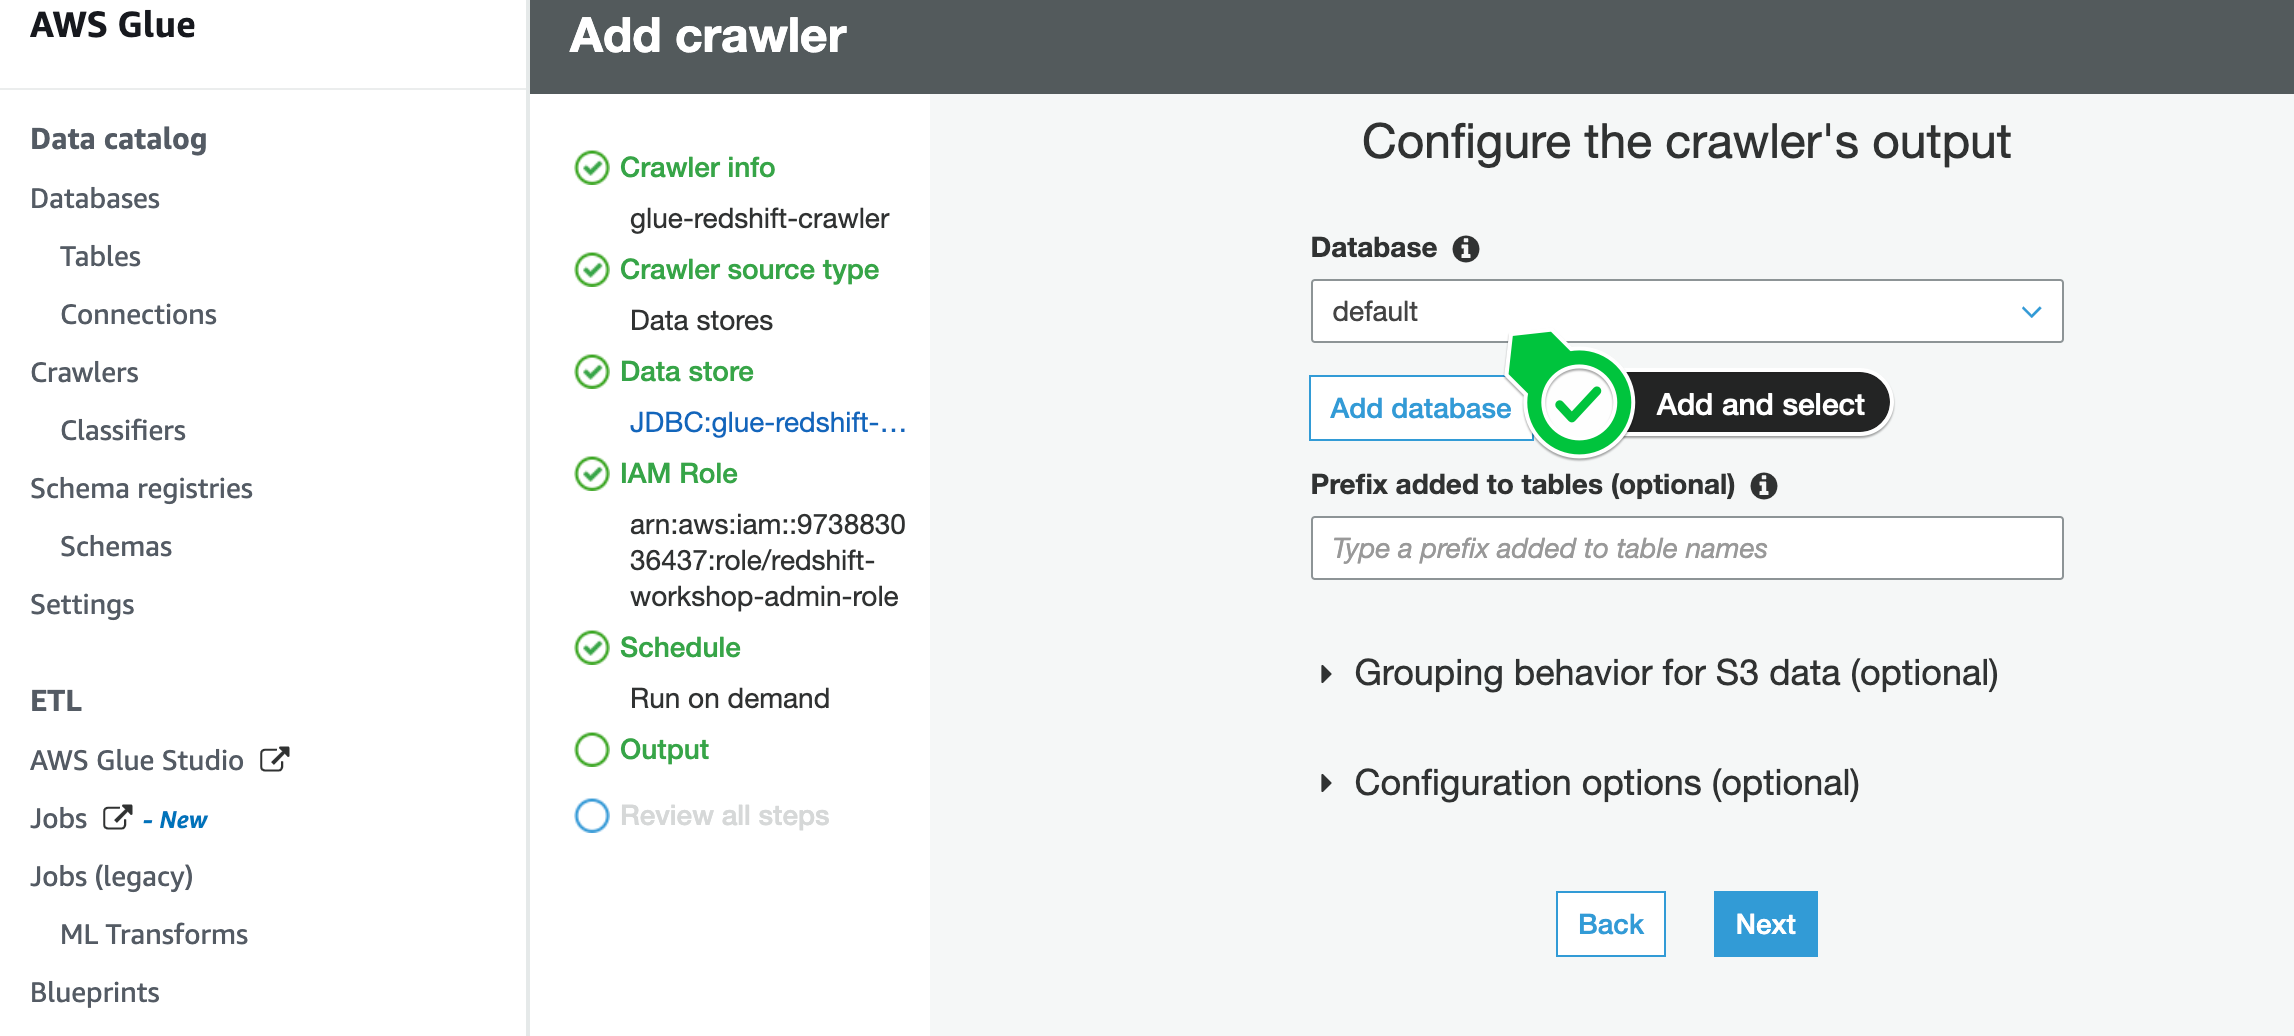 AWS Glue
Data catalog
Databases
Tables
Connections
Crawlers
Classifiers
Schema registries
Schemas
Settings
ETL
AWS Glue Studio
Jobs - New
Jobs (legacy)
ML Transforms
Blueprints
Add crawler
Crawler info
glue-redshift-crawler
Crawler source type
Data stores
Data store
JDBC:glue-redshift-...
IAM Role
arn:aws:iam::9738830
36437:role/redshift-
workshop-admin-role
Schedule
Run on demand
Output
Review all steps
Configure the crawler's output
Database
default
Add database
Add and select
Prefix added to tables (optional)
Type a prefix added to table names
Grouping behavior for S3 data (optional)
Configuration options (optional)
Back
Next